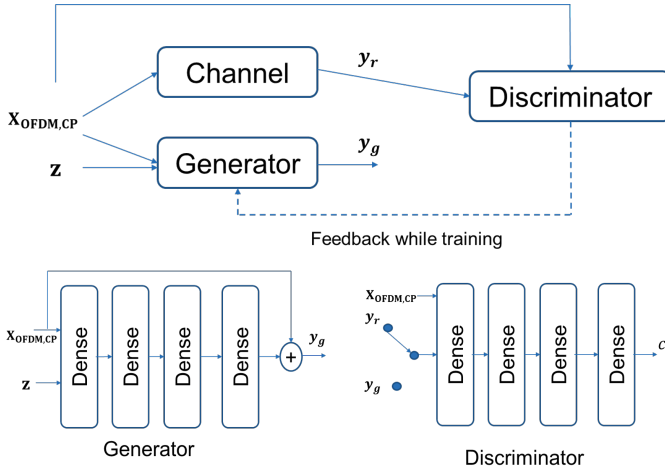 y_r
Channel
Discriminator
X_OFDM,CP
Generator
y_g
z
Feedback while training
X_OFDM,CP
z
Dense
Dense
Dense
Dense
+
y_g
Generator
X_OFDM,CP
y_r
y_g
Dense
Dense
Dense
Dense
c
Discriminator